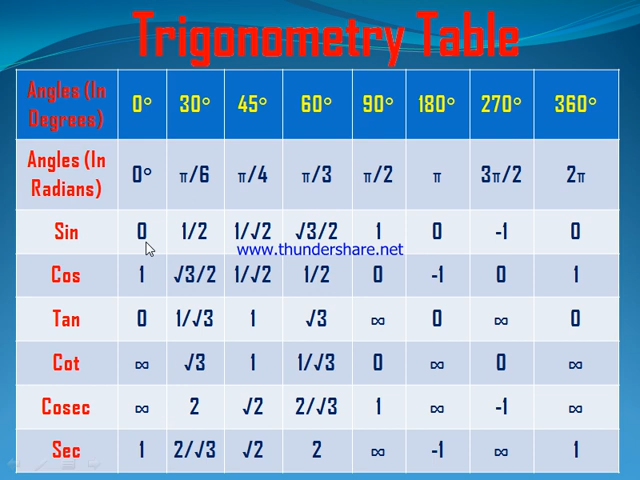 Trigonometry Table
Angles (In Degrees) 0° 30° 45° 60° 90° 180° 270° 360°
Angles (In Radians) 0° π/6 π/4 π/3 π/2 π 3π/2 2π
Sin 0 1/2 1/√2 √3/2 1 0 -1 0
www.thundershare.net
Cos 1 √3/2 1/√2 1/2 0 -1 0 1
Tan 0 1/√3 1 √3 ∞ 0 ∞ 0
Cot ∞ √3 1 1/√3 0 ∞ 0 ∞
Cosec ∞ 2 √2 2/√3 1 ∞ -1 ∞
Sec 1 2/√3 √2 2 ∞ -1 ∞ 1